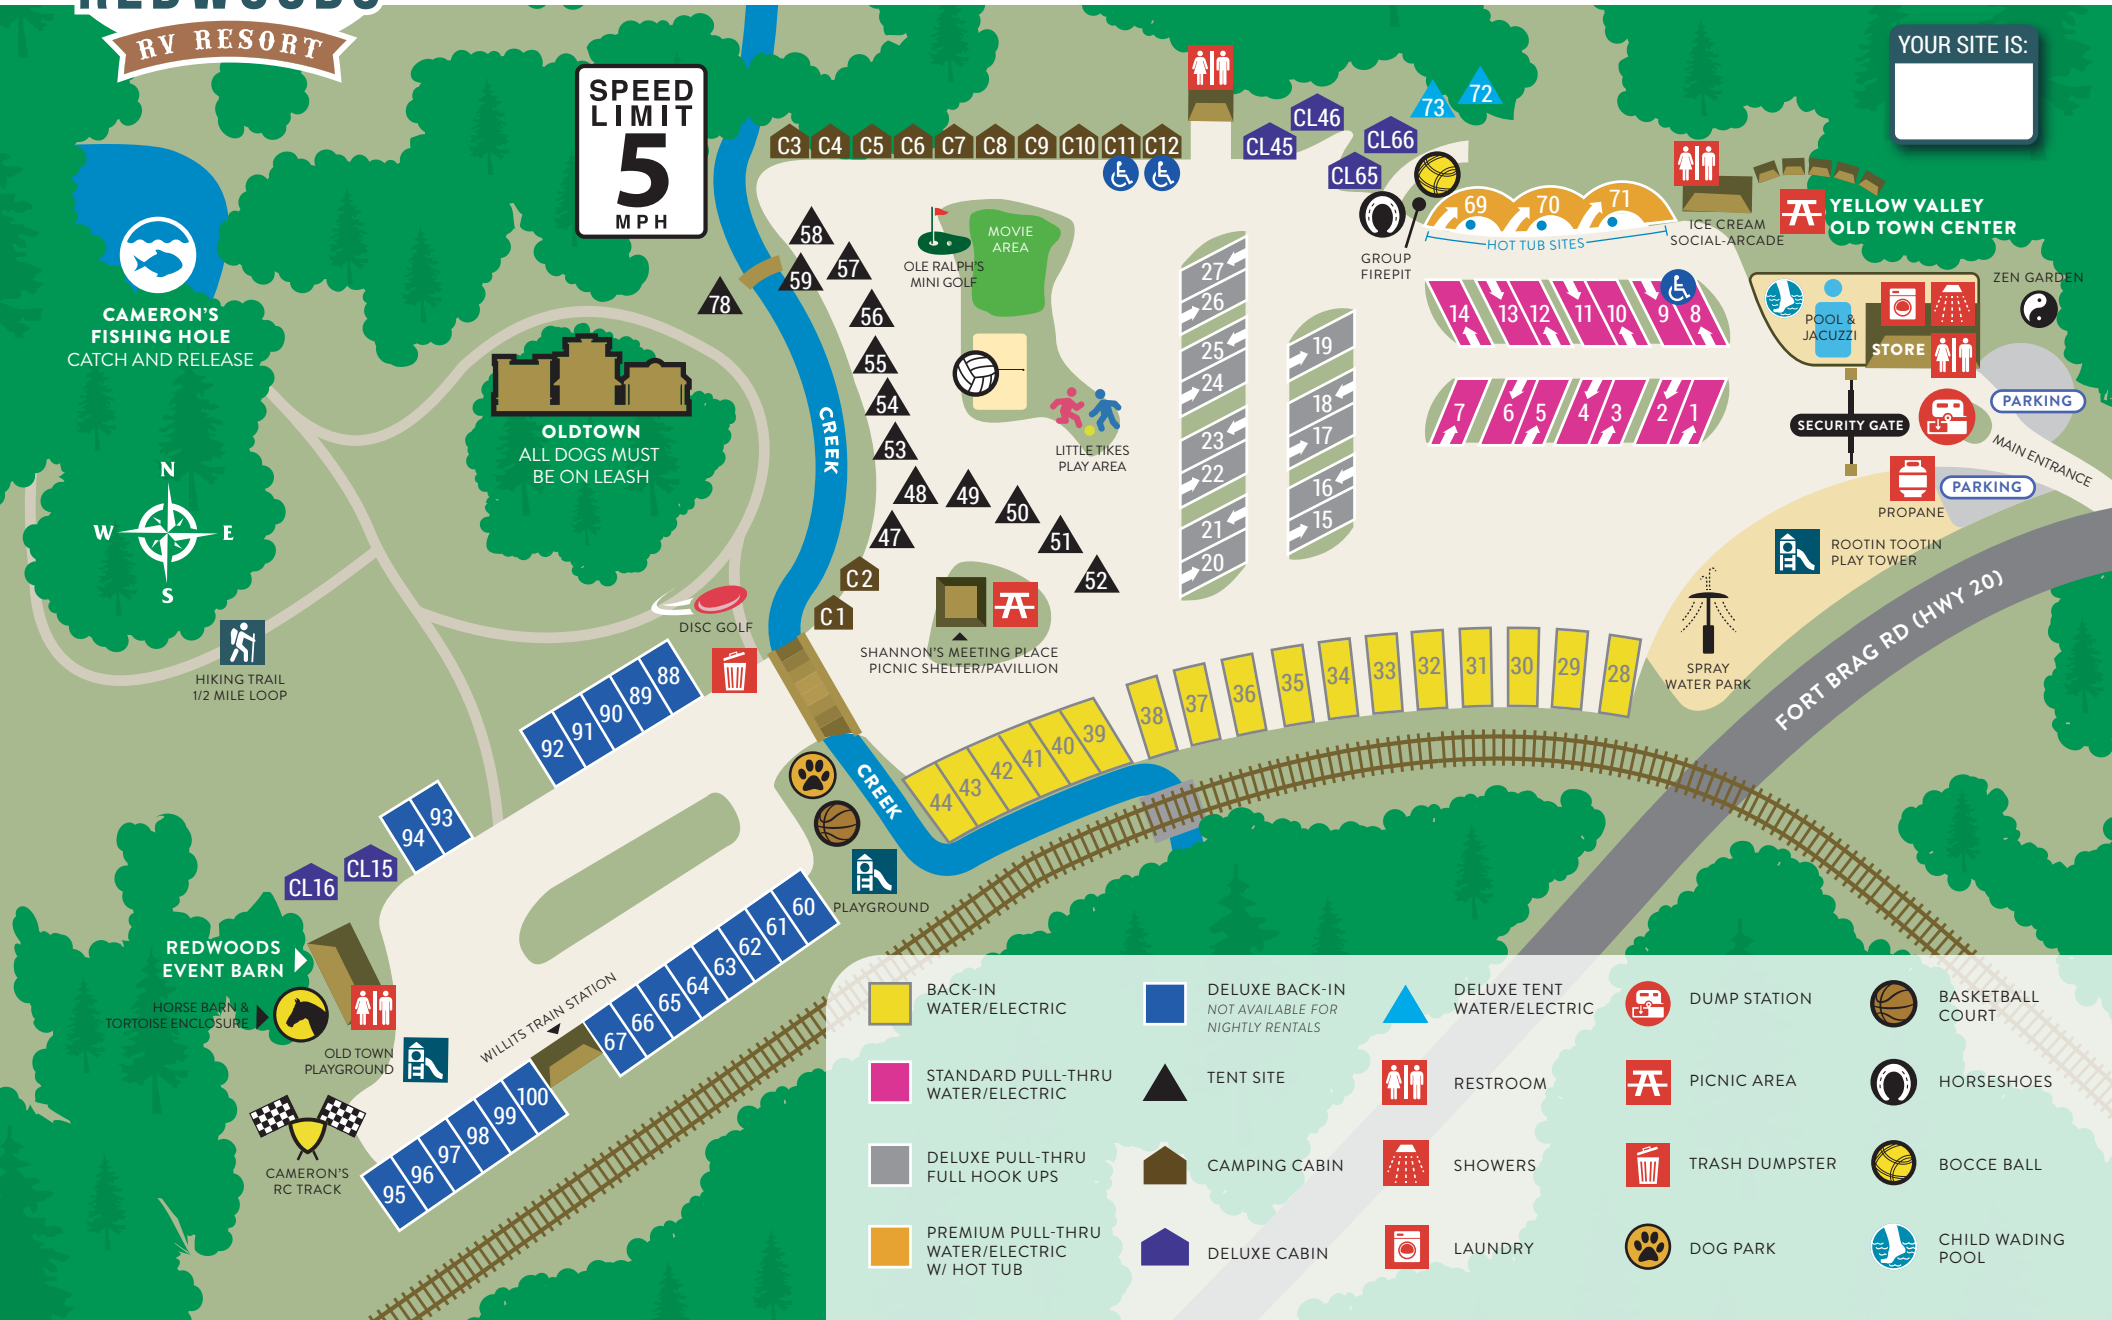 REDWOODS
RV RESORT
SPEED
LIMIT
5
MPH
YOUR SITE IS:
C3
C4
C5
C6
C7
C8
C9
C10
C11
C12
CL45
CL46
CL66
CL65
73
72
69
70
71
HOT TUB SITES
GROUP
FIREPIT
ICE CREAM
SOCIAL-ARCADE
YELLOW VALLEY
OLD TOWN CENTER
ZEN GARDEN
POOL &
JACUZZI
STORE
PARKING
SECURITY GATE
MAIN ENTRANCE
PARKING
PROPANE
ROOTIN TOOTIN
PLAY TOWER
SPRAY
WATER PARK
FORT BRAG RD (HWY 20)
CAMERON'S
FISHING HOLE
CATCH AND RELEASE
N
W
E
S
OLDTOWN
ALL DOGS MUST
BE ON LEASH
CREEK
58
57
59
78
56
55
54
53
48
49
50
47
51
52
C2
C1
OLE RALPH'S
MINI GOLF
MOVIE
AREA
LITTLE TIKES
PLAY AREA
27
26
25
24
23
22
21
20
19
18
17
16
15
14
13
12
11
10
9
8
7
6
5
4
3
2
1
DISC GOLF
SHANNON'S MEETING PLACE
PICNIC SHELTER/PAVILLION
HIKING TRAIL
1/2 MILE LOOP
92
91
90
89
88
94
93
CL16
CL15
CREEK
44
43
42
41
40
39
38
37
36
35
34
33
32
31
30
29
28
PLAYGROUND
REDWOODS
EVENT BARN
HORSE BARN &
TORTOISE ENCLOSURE
OLD TOWN
PLAYGROUND
WILLITS TRAIN STATION
67
66
65
64
63
62
61
60
CAMERON'S
RC TRACK
95
96
97
98
99
100
BACK-IN
WATER/ELECTRIC
STANDARD PULL-THRU
WATER/ELECTRIC
DELUXE PULL-THRU
FULL HOOK UPS
PREMIUM PULL-THRU
WATER/ELECTRIC
W/ HOT TUB
DELUXE BACK-IN
NOT AVAILABLE FOR
NIGHTLY RENTALS
TENT SITE
CAMPING CABIN
DELUXE CABIN
DELUXE TENT
WATER/ELECTRIC
RESTROOM
SHOWERS
LAUNDRY
DUMP STATION
PICNIC AREA
TRASH DUMPSTER
DOG PARK
BASKETBALL
COURT
HORSESHOES
BOCCE BALL
CHILD WADING
POOL